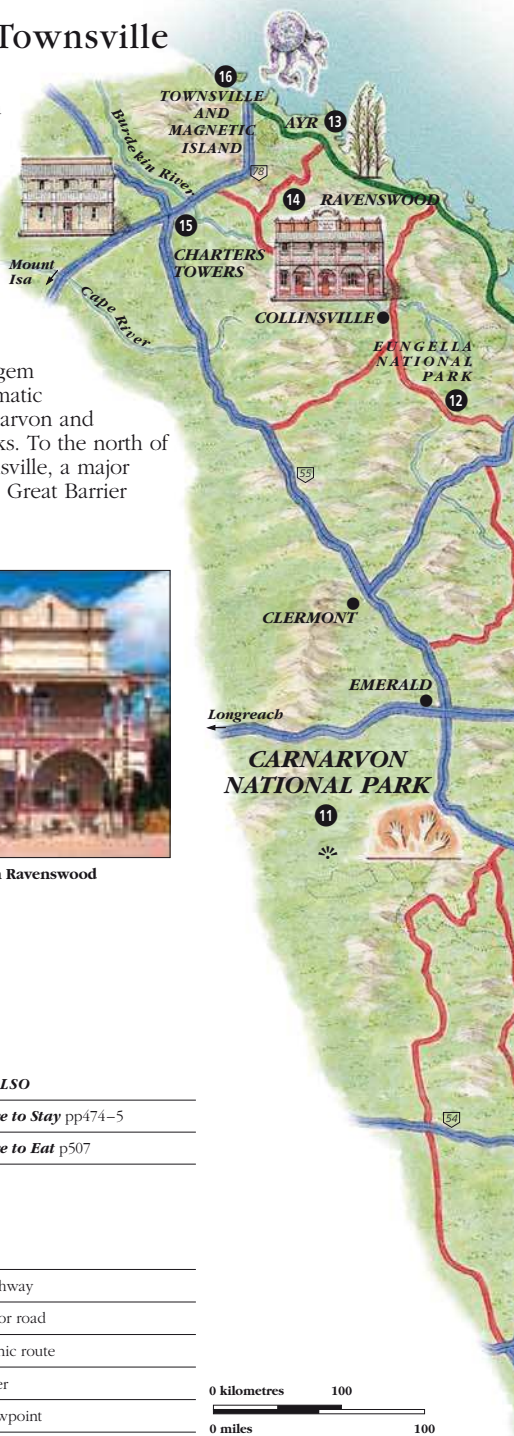 Townsville
16
TOWNSVILLE
AND
MAGNETIC
ISLAND
AYR 13
Burdekin River
78
14 RAVENSWOOD
15
CHARTERS
TOWERS
Mount
Isa
Cape River
COLLINSVILLE
EUNGELLA
NATIONAL
PARK
12
gem
matic
arvon and
ks. To the north of
sville, a major
Great Barrier
55
CLERMONT
EMERALD
Longreach
CARNARVON
NATIONAL PARK
11
Ravenswood
ALSO
re to Stay pp474–5
re to Eat p507
54
hway
or road
nic route
er
wpoint
0 kilometres 100
0 miles 100